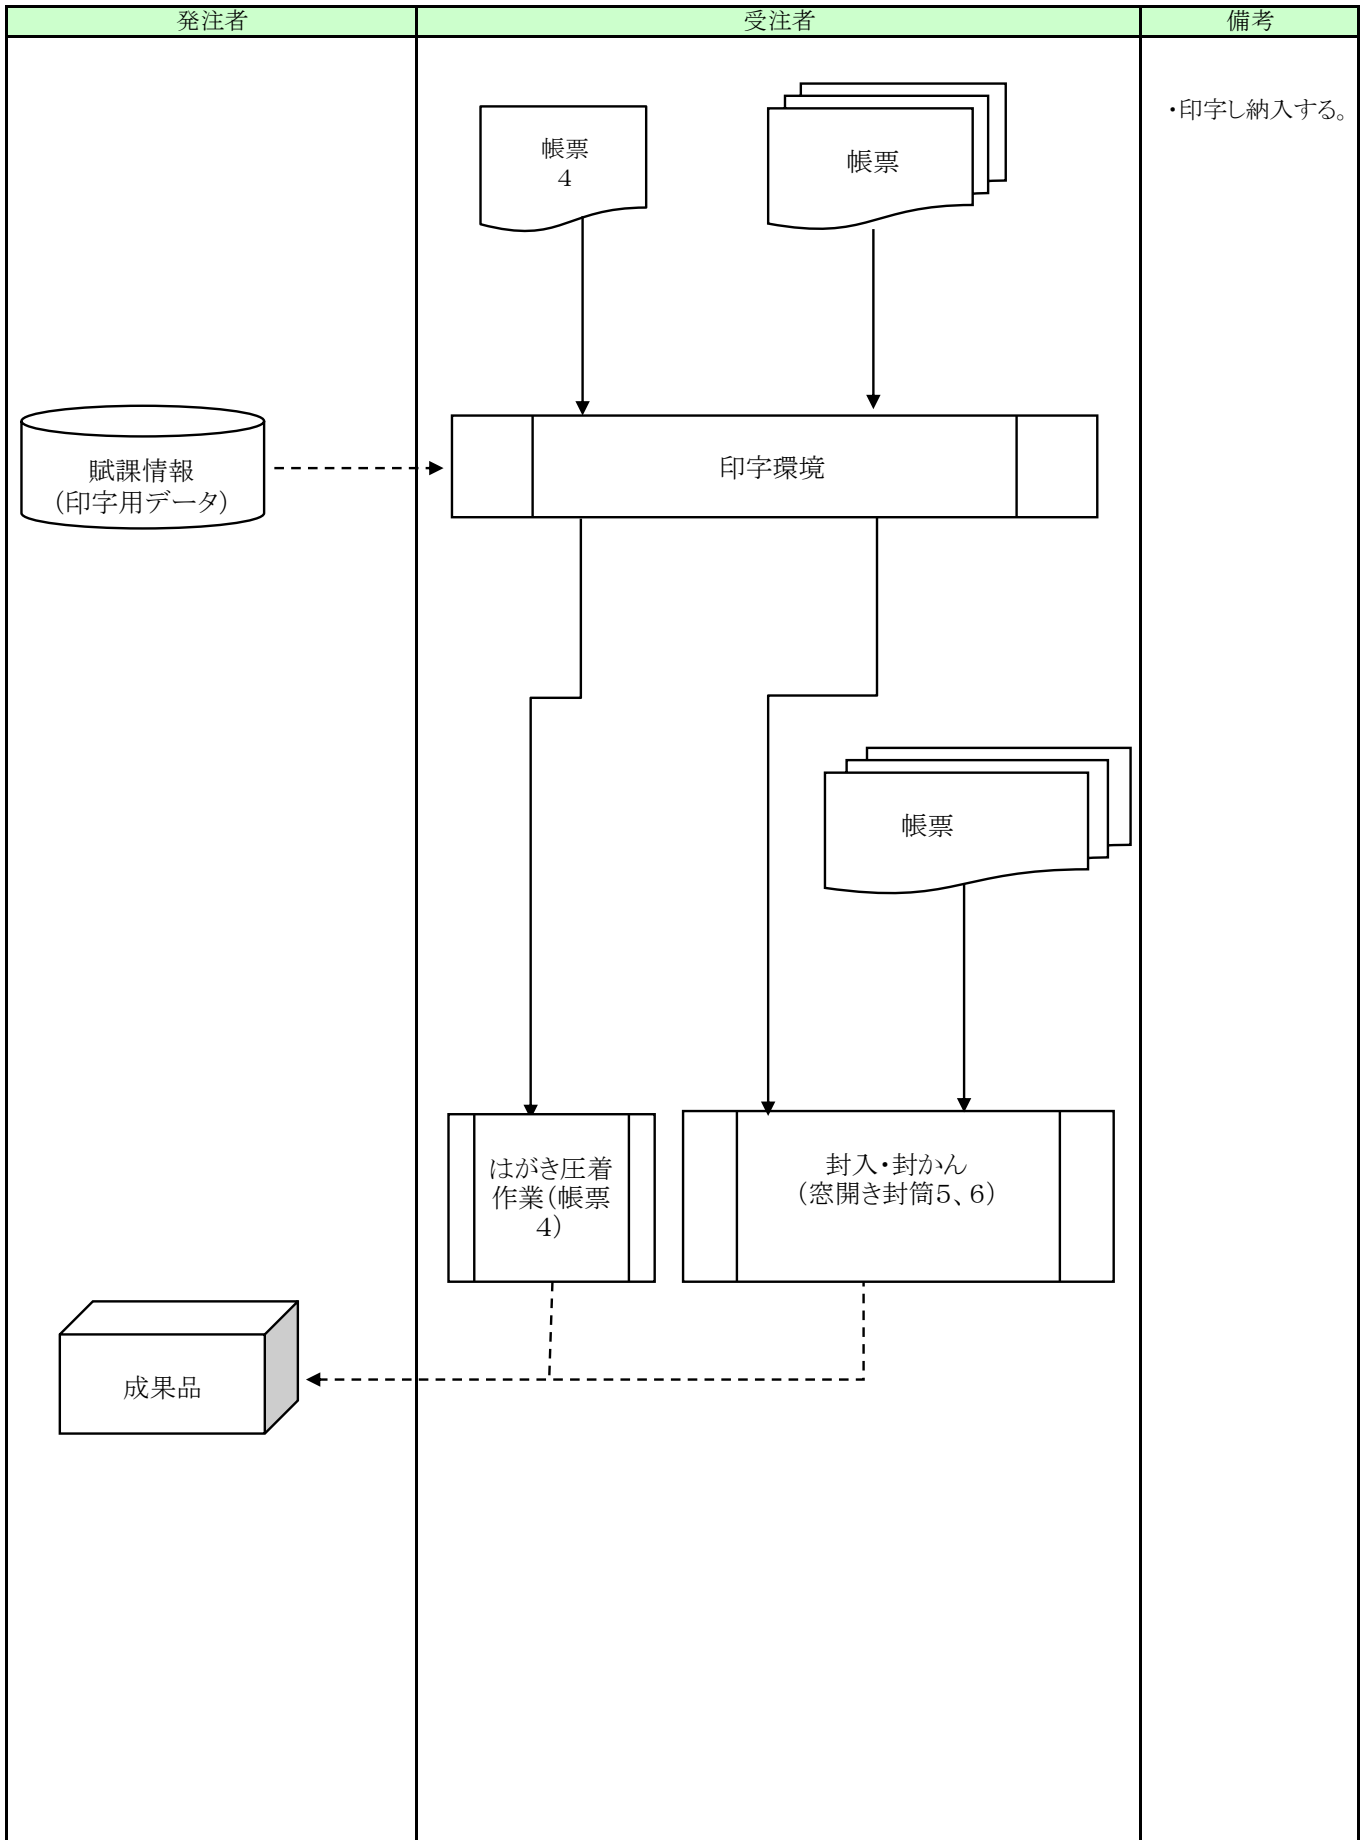 発注者
受注者
備考
・印字し納入する。
帳票
4
帳票
賦課情報
（印字用データ）
印字環境
帳票
はがき圧着
作業（帳票
4）
封入・封かん
（窓開き封筒5、6）
成果品